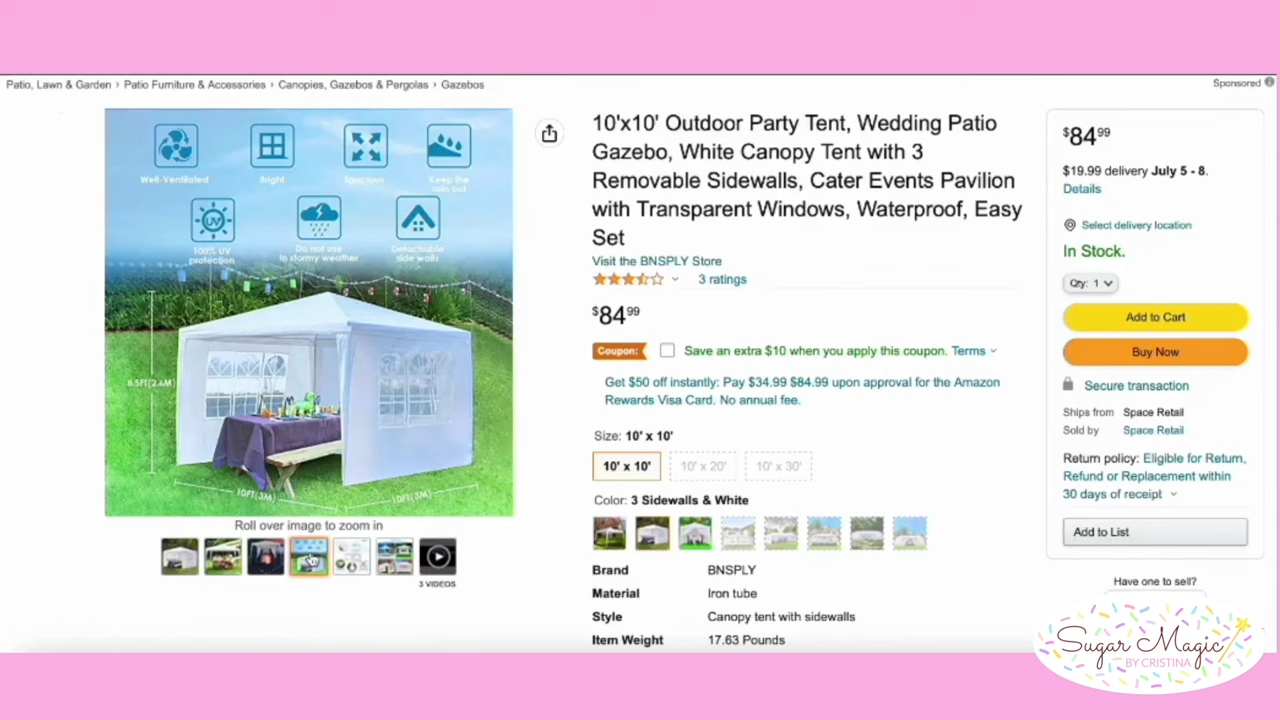 Patio, Lawn & Garden › Patio Furniture & Accessories › Canopies, Gazebos & Pergolas › Gazebos
Sponsored
Well-Ventilated
Bright
Spacious
Keep the
rain out
100% UV
protection
Do not use
in stormy weather
Detachable
side walls
8.5FT(2.6M)
10FT(3M)
10FT(3M)
Roll over image to zoom in
3 VIDEOS
10'x10' Outdoor Party Tent, Wedding Patio
Gazebo, White Canopy Tent with 3
Removable Sidewalls, Cater Events Pavilion
with Transparent Windows, Waterproof, Easy
Set
Visit the BNSPLY Store
3 ratings
$84 99
Coupon: Save an extra $10 when you apply this coupon. Terms
Get $50 off instantly: Pay $34.99 $84.99 upon approval for the Amazon
Rewards Visa Card. No annual fee.
Size: 10' x 10'
10' x 10' 10' x 20' 10' x 30'
Color: 3 Sidewalls & White
Brand BNSPLY
Material Iron tube
Style Canopy tent with sidewalls
Item Weight 17.63 Pounds
$84 99
$19.99 delivery July 5 - 8.
Details
Select delivery location
In Stock.
Qty: 1
Add to Cart
Buy Now
Secure transaction
Ships from Space Retail
Sold by Space Retail
Return policy: Eligible for Return,
Refund or Replacement within
30 days of receipt
Add to List
Have one to sell?
Sugar Magic
BY CRISTINA